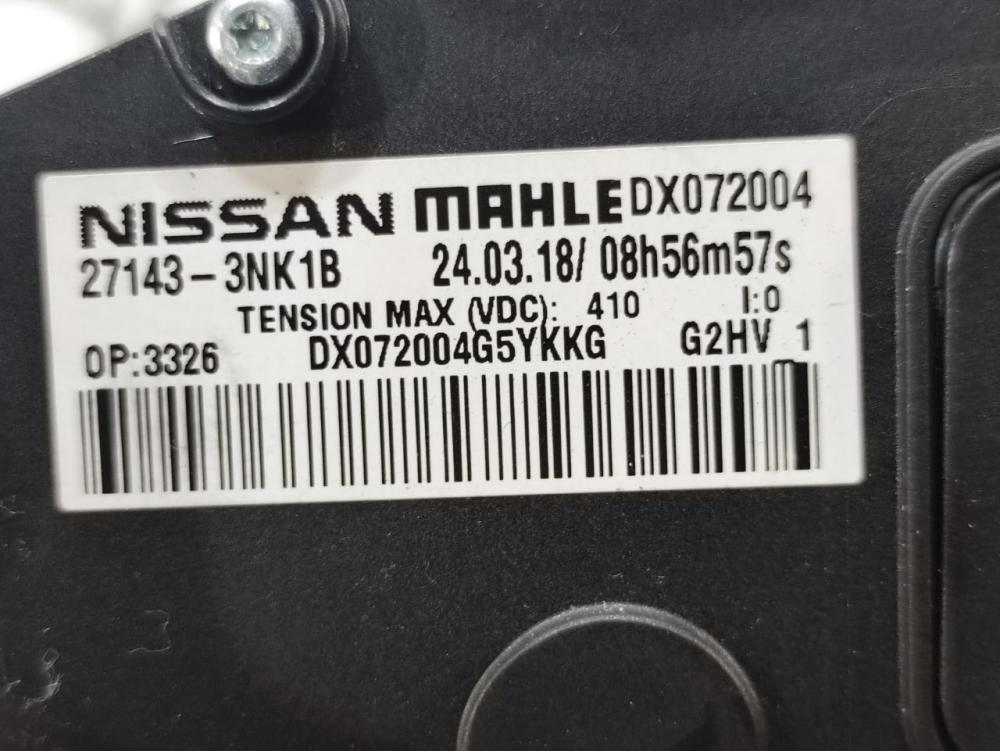 NISSAN MAHLE DX072004
27143-3NK1B 24.03.18/ 08h56m57s
TENSION MAX (VDC): 410 I:0
OP:3326 DX072004G5YKKG G2HV 1